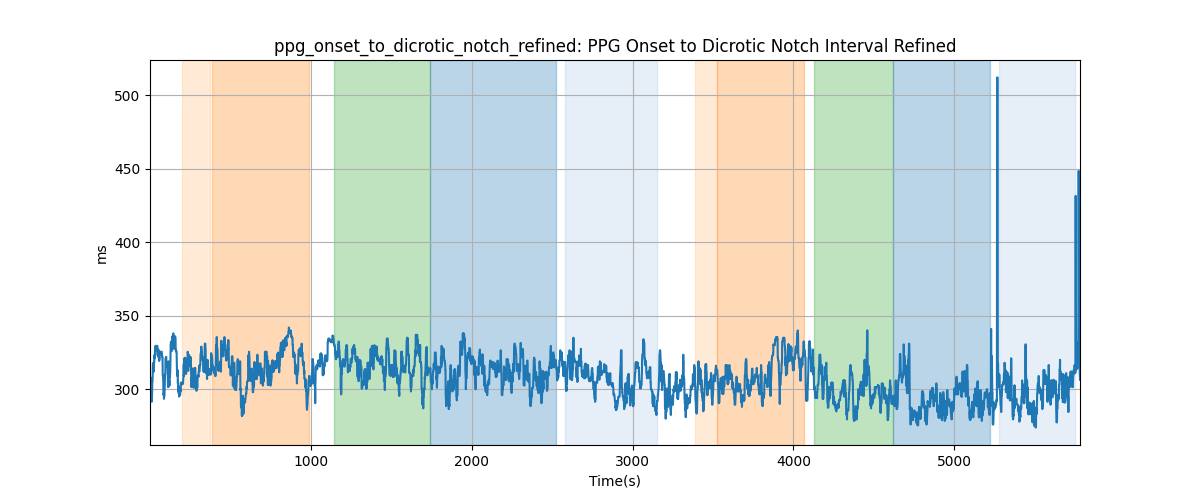 ppg_onset_to_dicrotic_notch_refined: PPG Onset to Dicrotic Notch Interval Refined
500
450
400
350
300
ms
1000 2000 3000 4000 5000
Time(s)